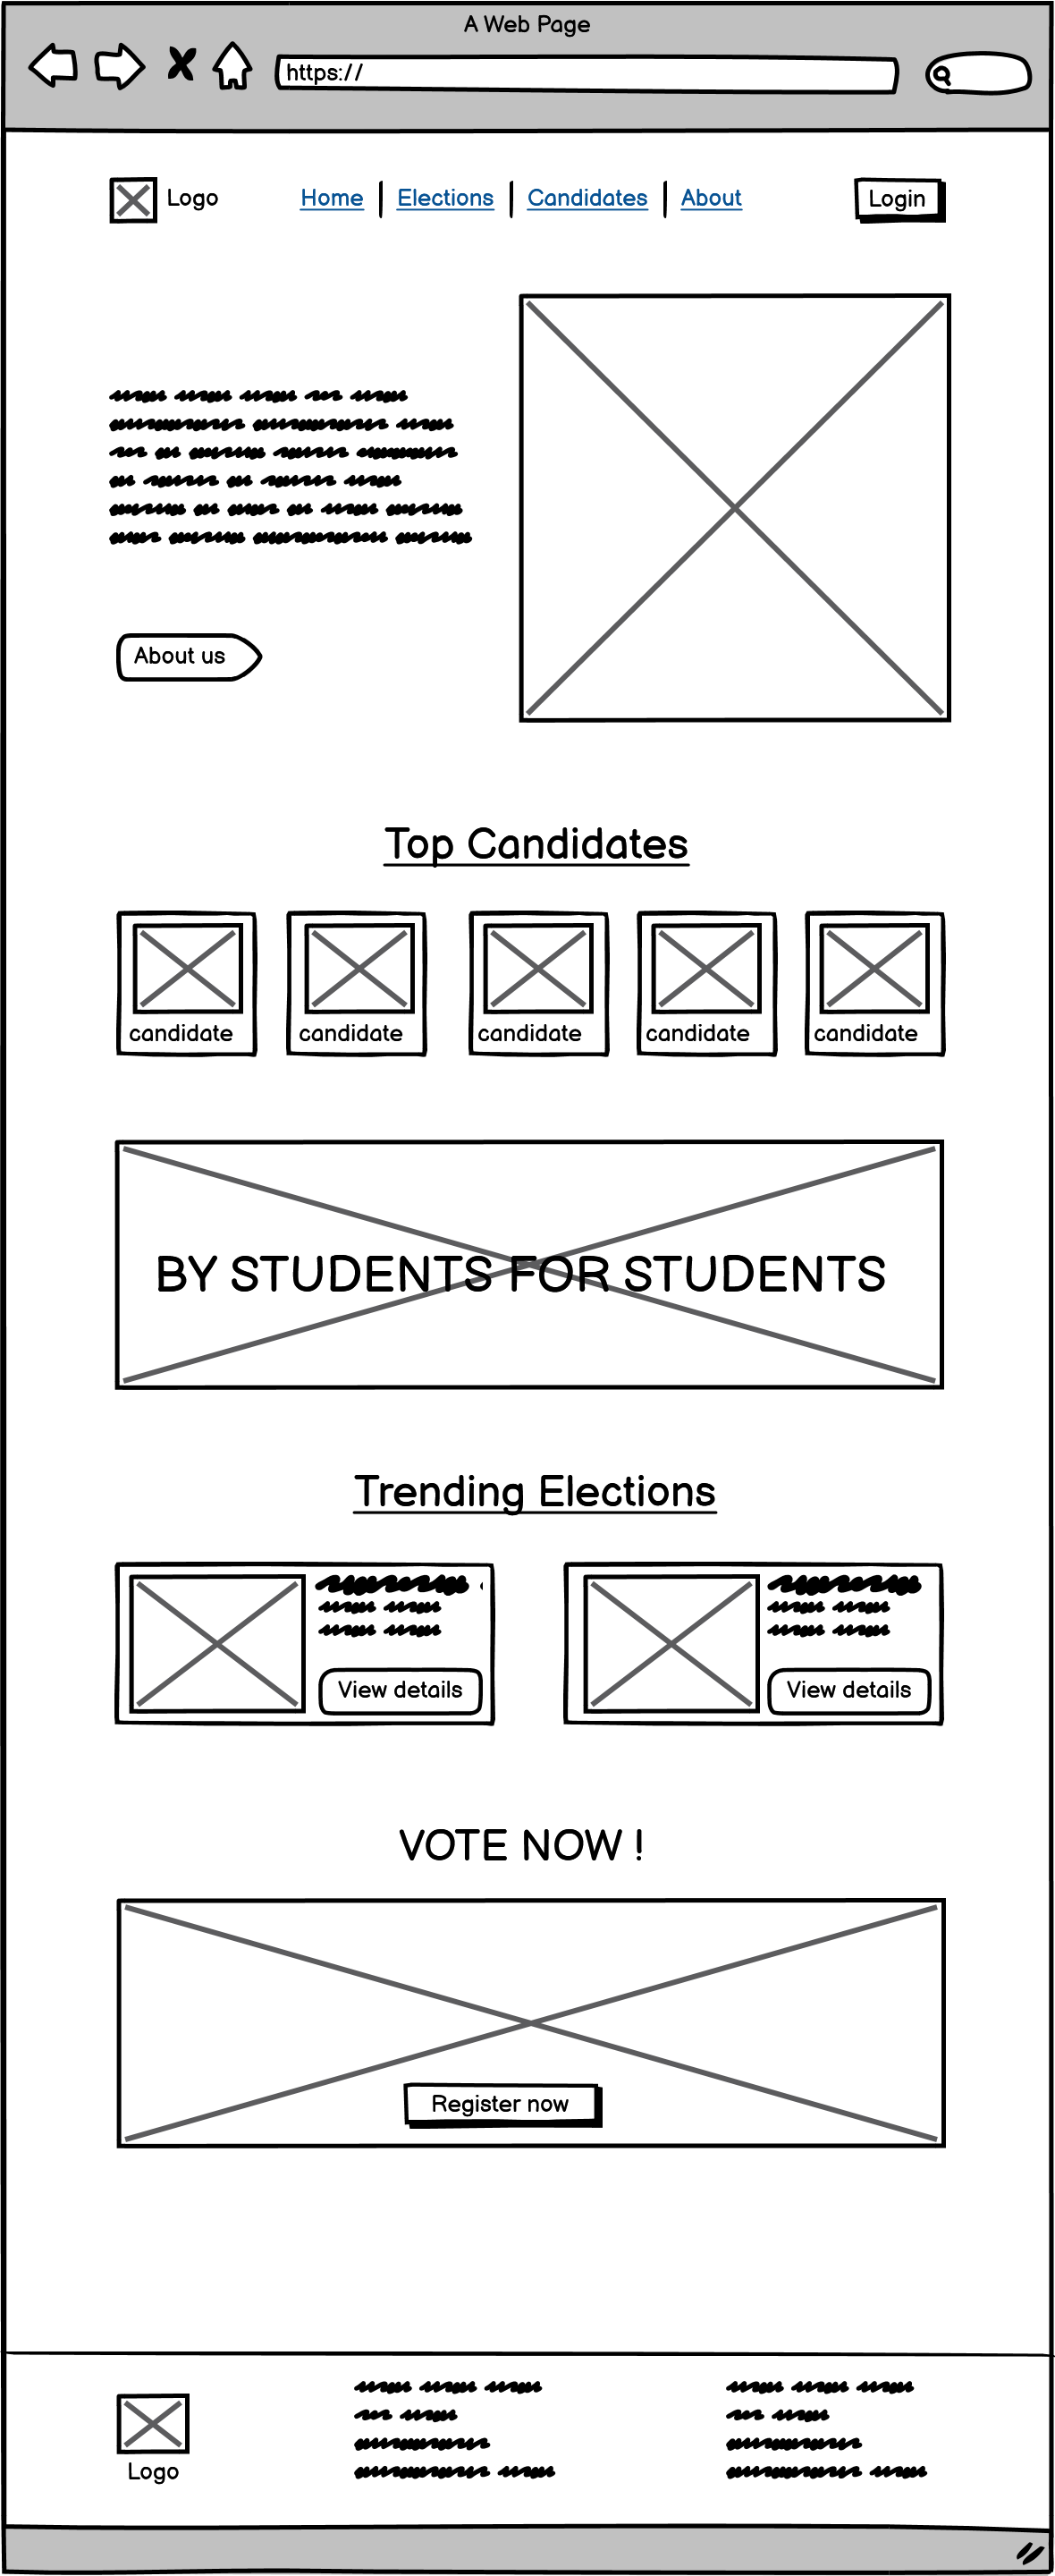 A Web Page
https://
Logo
Home
Elections
Candidates
About
Login
About us
Top Candidates
candidate
candidate
candidate
candidate
candidate
BY STUDENTS FOR STUDENTS
Trending Elections
View details
View details
VOTE NOW !
Register now
Logo